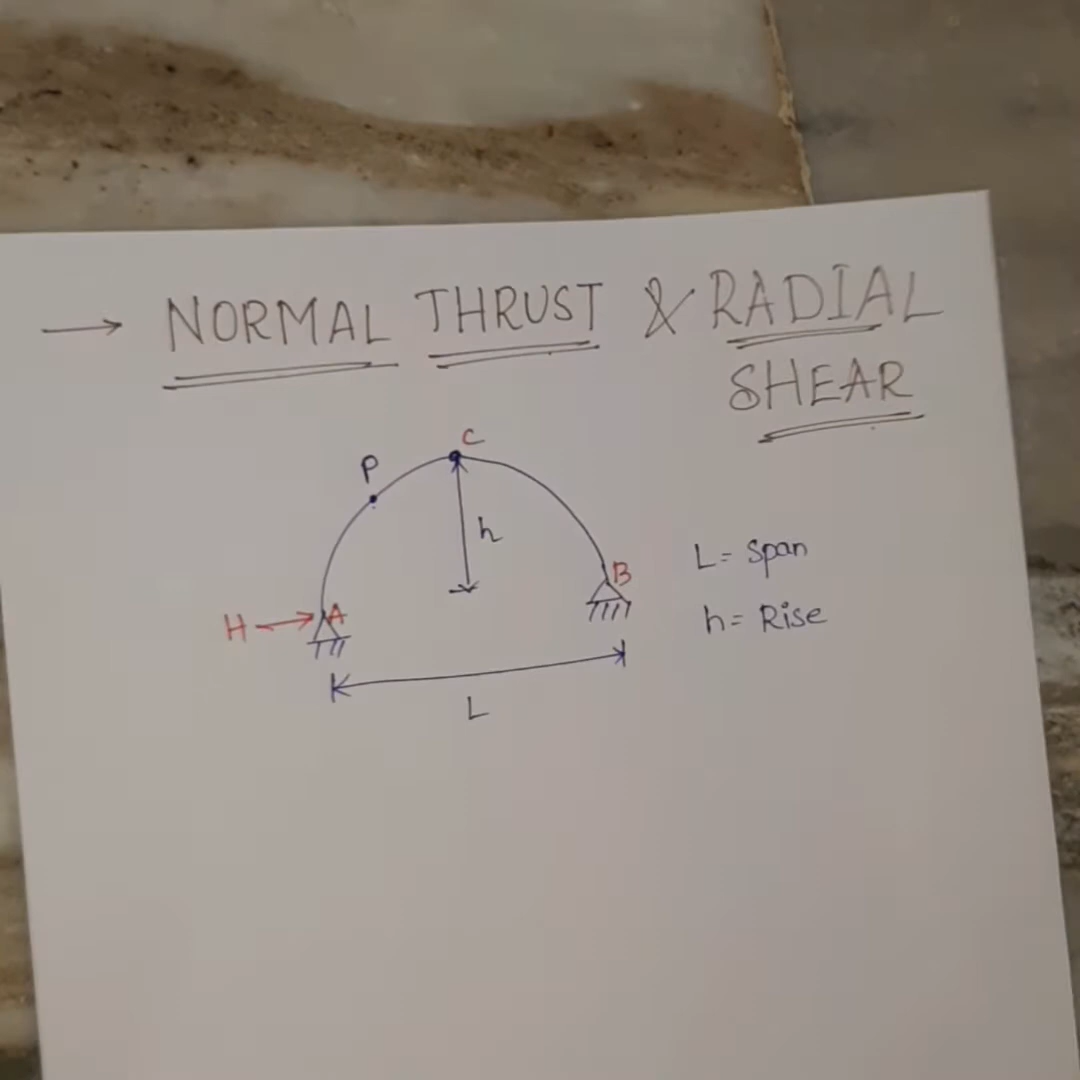 → NORMAL THRUST & RADIAL
SHEAR
C
P
h
L= Span
B
H
A
h= Rise
L